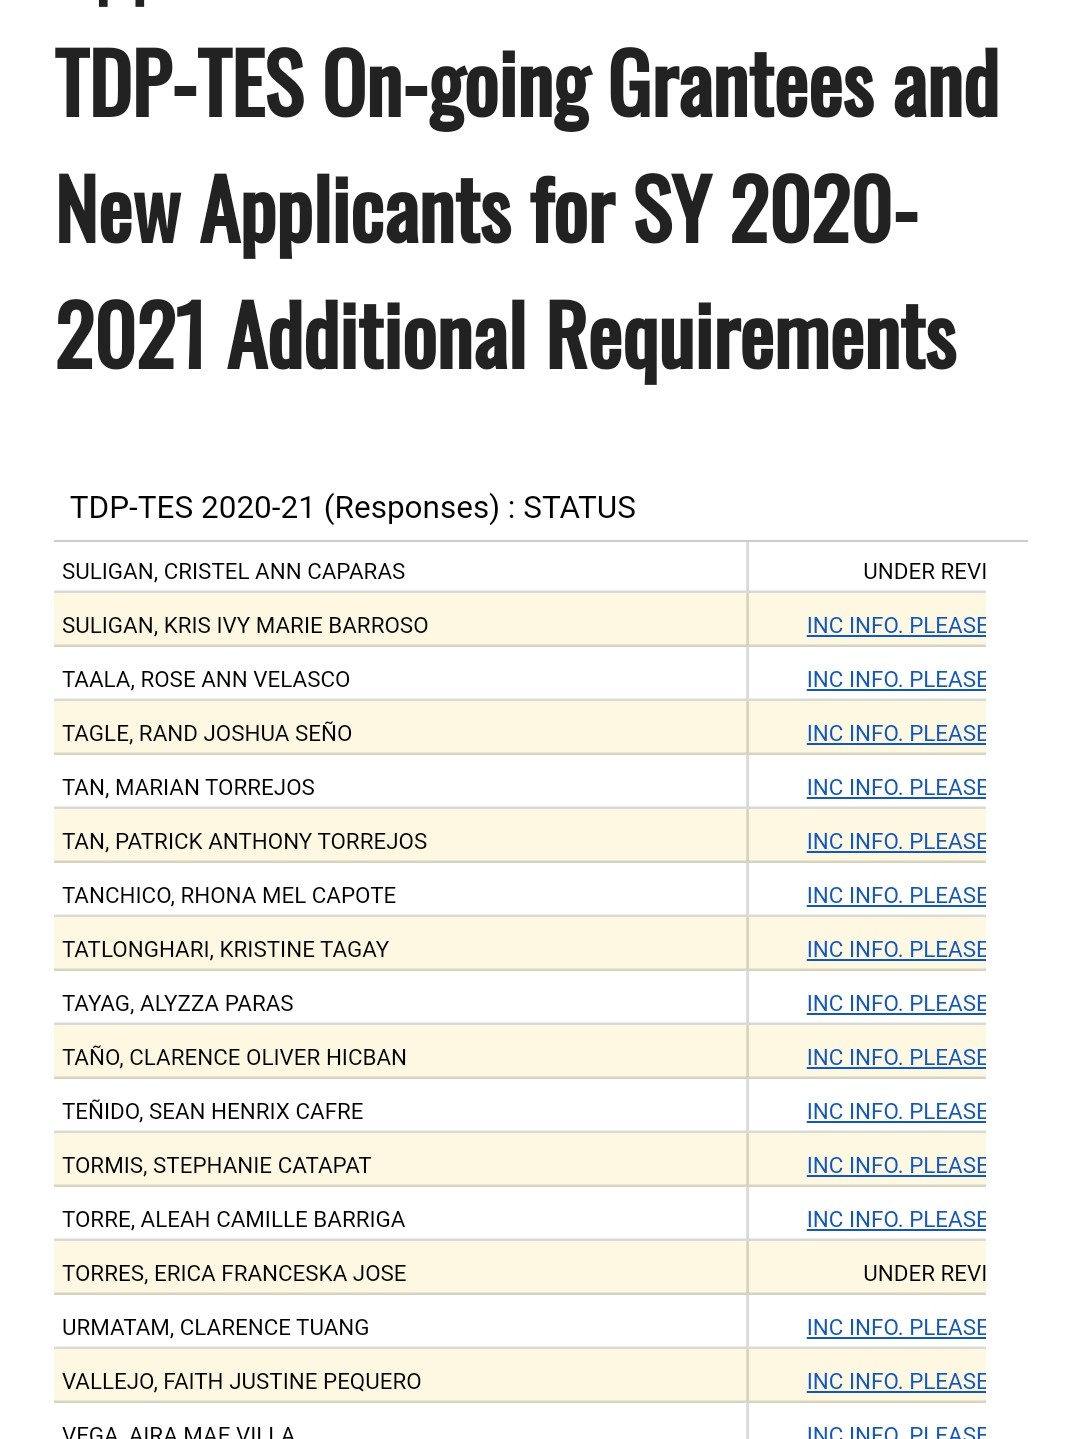 TDP-TES On-going Grantees and
New Applicants for SY 2020-
2021 Additional Requirements
TDP-TES 2020-21 (Responses) : STATUS
SULIGAN, CRISTEL ANN CAPARAS UNDER REVI
SULIGAN, KRIS IVY MARIE BARROSO INC INFO. PLEASE
TAALA, ROSE ANN VELASCO INC INFO. PLEASE
TAGLE, RAND JOSHUA SEÑO INC INFO. PLEASE
TAN, MARIAN TORREJOS INC INFO. PLEASE
TAN, PATRICK ANTHONY TORREJOS INC INFO. PLEASE
TANCHICO, RHONA MEL CAPOTE INC INFO. PLEASE
TATLONGHARI, KRISTINE TAGAY INC INFO. PLEASE
TAYAG, ALYZZA PARAS INC INFO. PLEASE
TAÑO, CLARENCE OLIVER HICBAN INC INFO. PLEASE
TEÑIDO, SEAN HENRIX CAFRE INC INFO. PLEASE
TORMIS, STEPHANIE CATAPAT INC INFO. PLEASE
TORRE, ALEAH CAMILLE BARRIGA INC INFO. PLEASE
TORRES, ERICA FRANCESKA JOSE UNDER REVI
URMATAM, CLARENCE TUANG INC INFO. PLEASE
VALLEJO, FAITH JUSTINE PEQUERO INC INFO. PLEASE
VEGA, AIRA MAE VILLA INC INFO. PLEASE